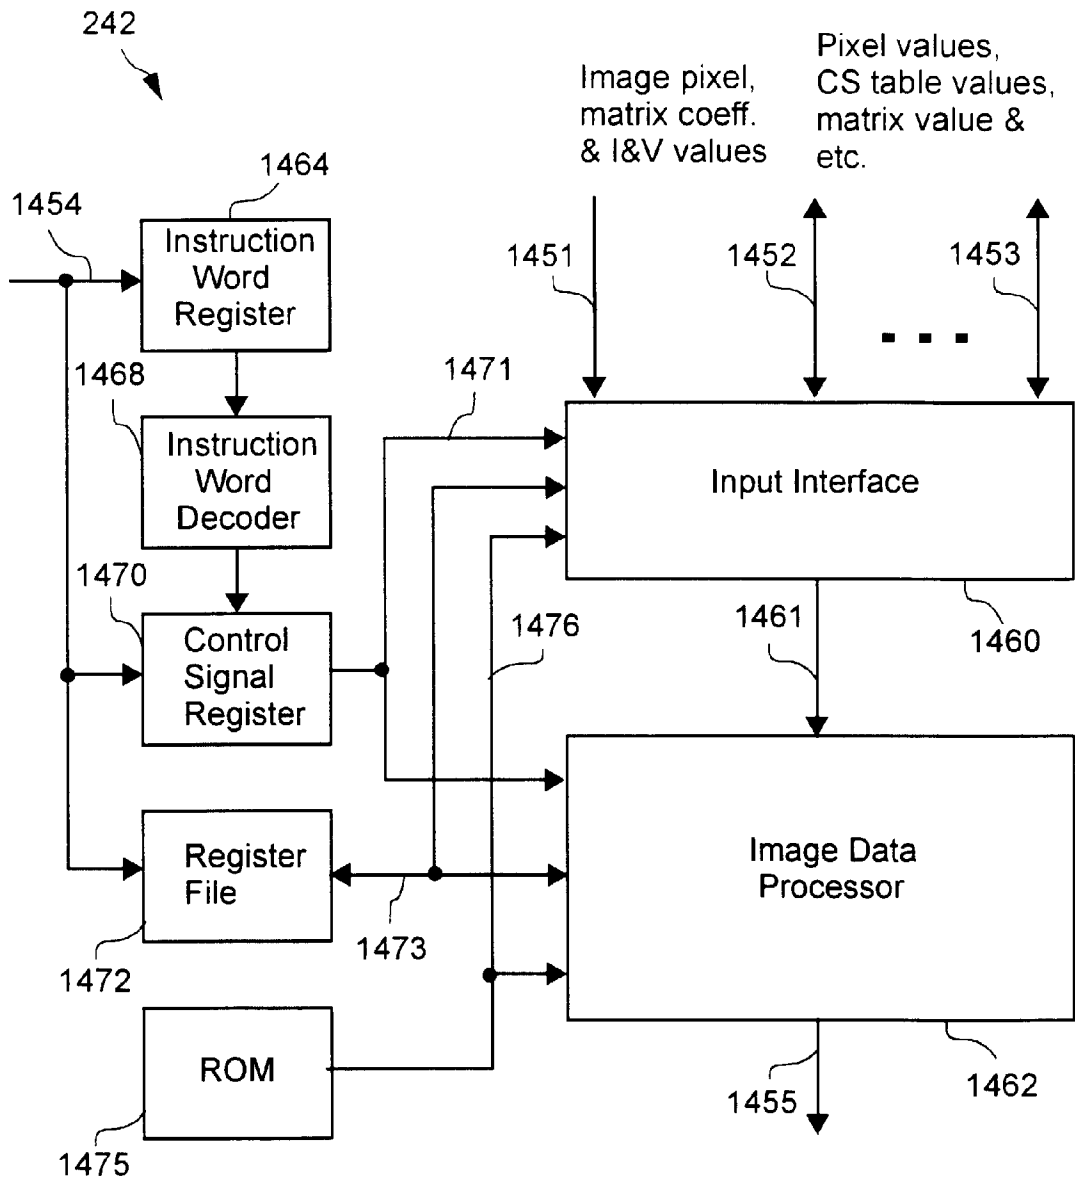 242
Image pixel,
matrix coeff.
& I&V values
Pixel values,
CS table values,
matrix value &
etc.
1464
1454
Instruction
Word
Register
1451
1452
1453
1468
1471
Instruction
Word
Decoder
Input Interface
1470
1476
1461
1460
Control
Signal
Register
Register
File
1473
Image Data
Processor
1472
ROM
1455
1462
1475